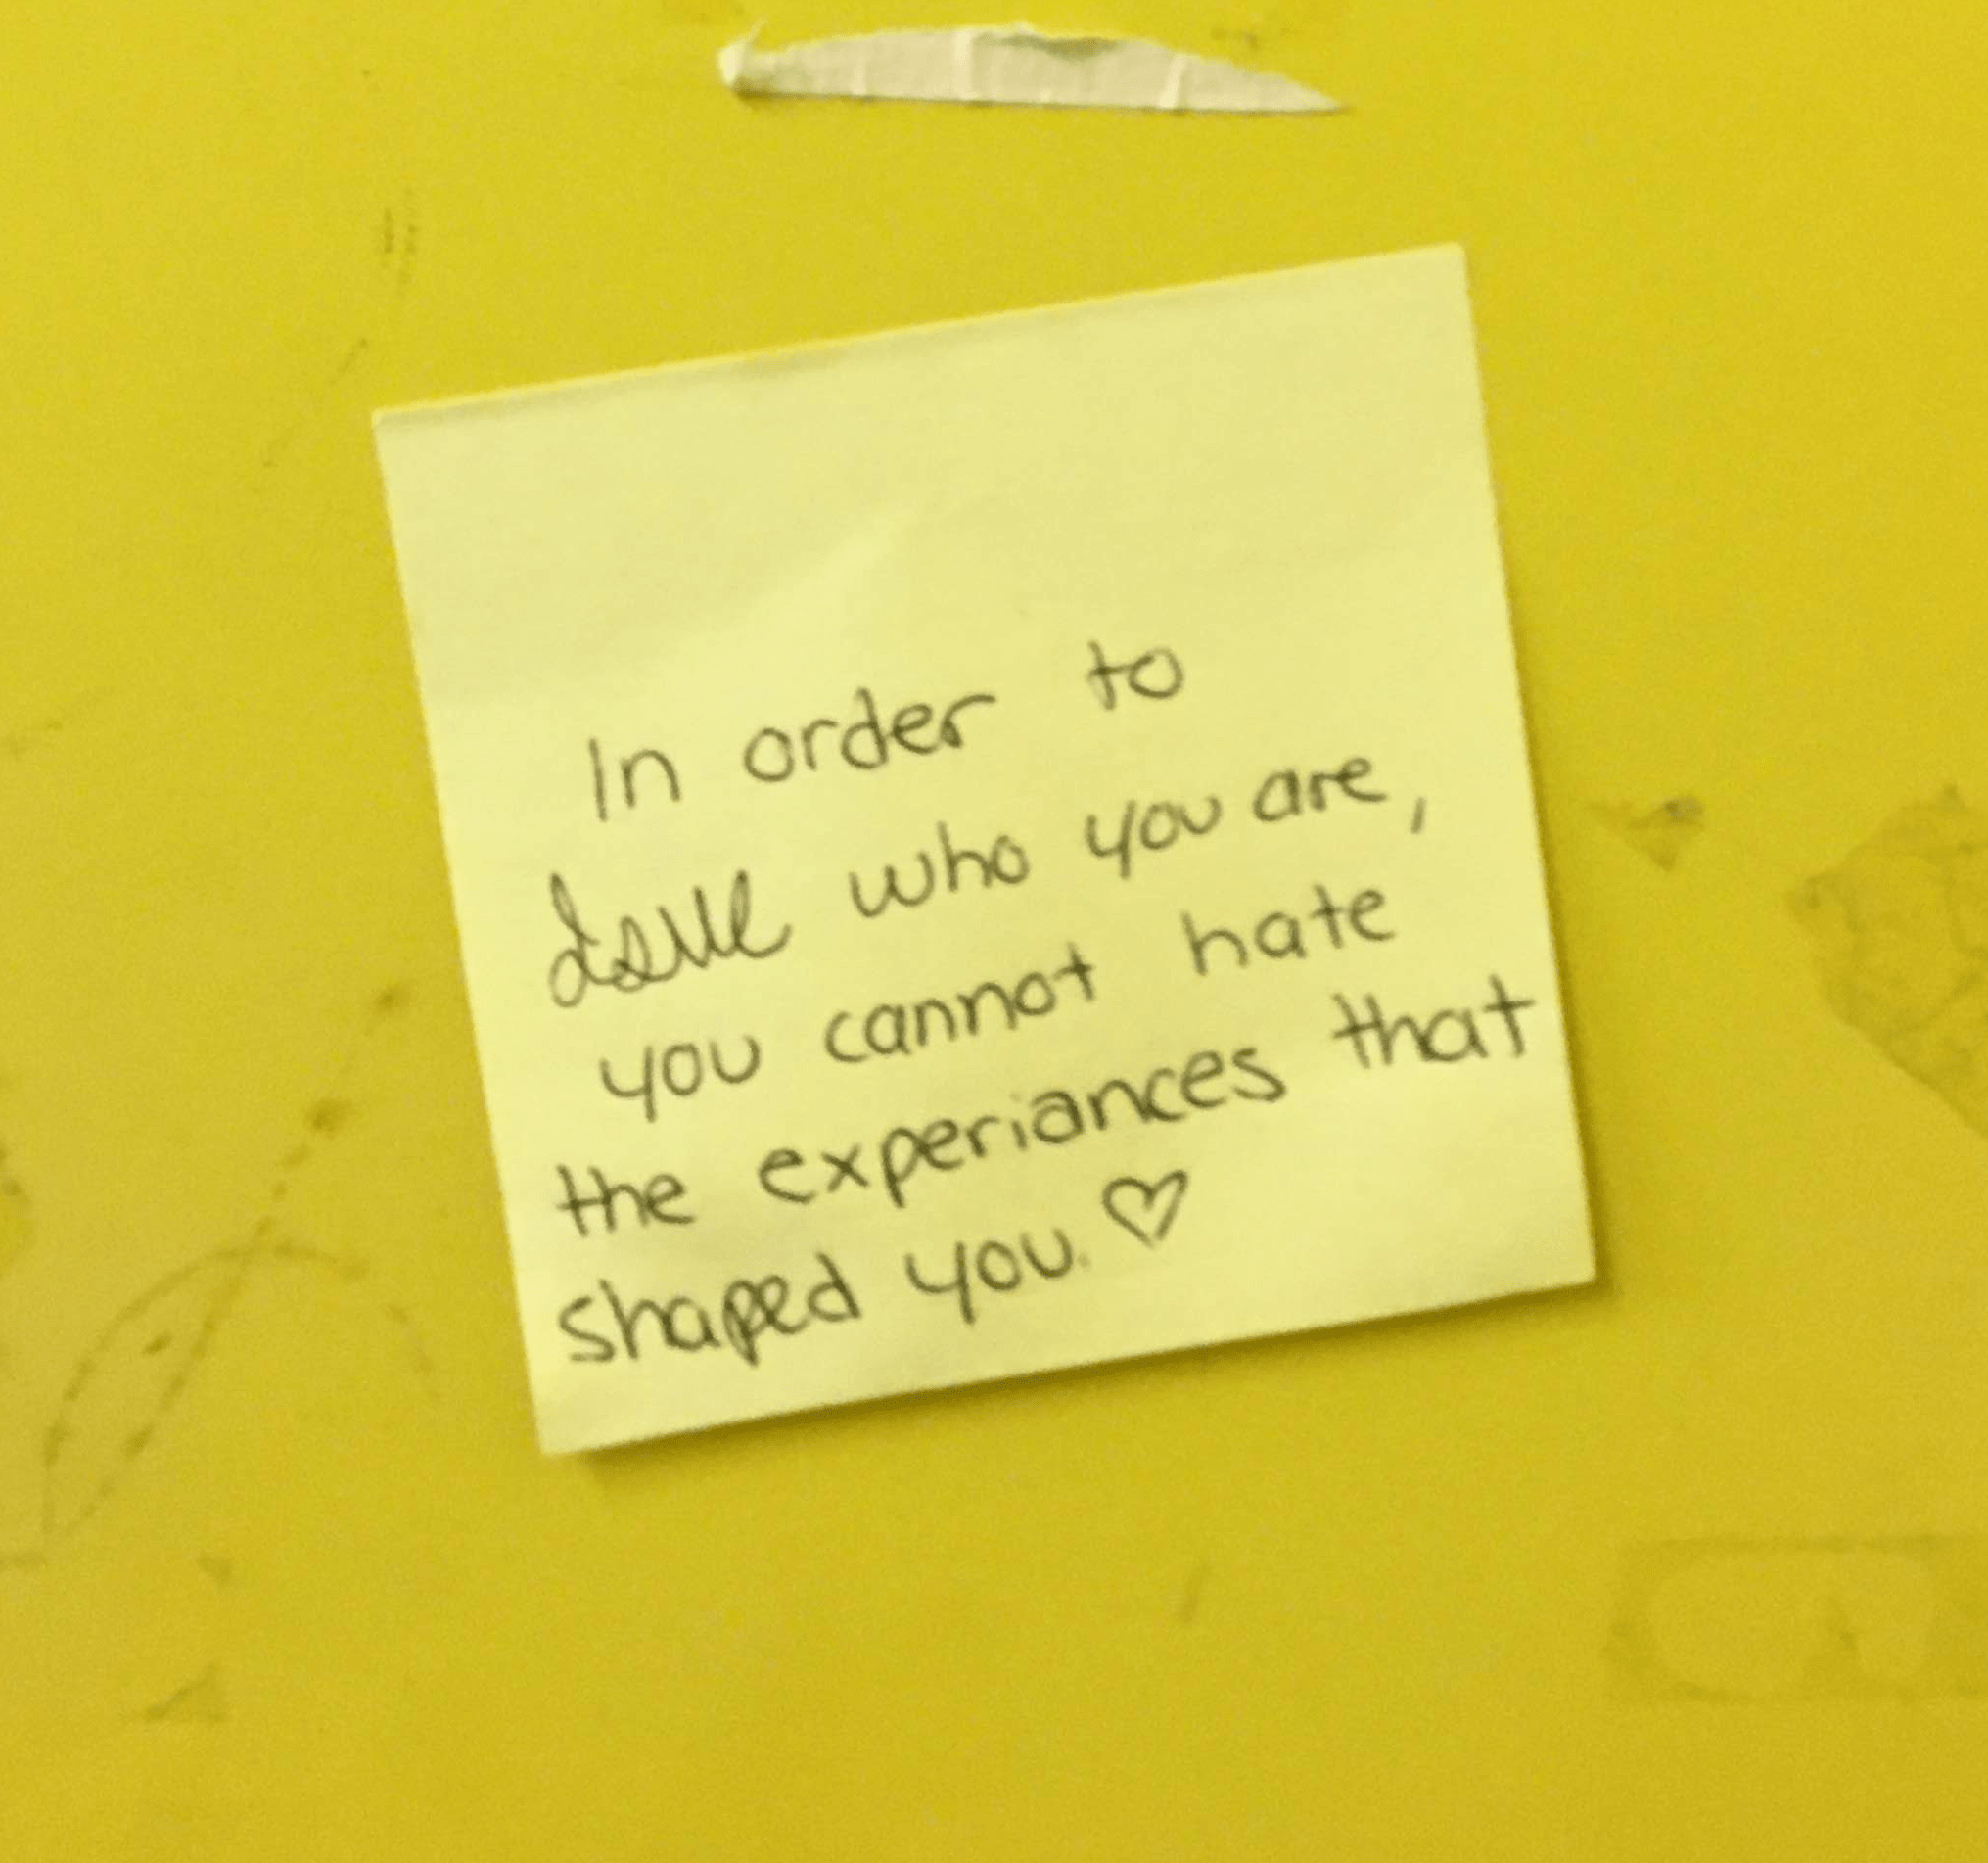 In order to
love who you are,
you cannot hate
the experiances that
shaped you. ♡